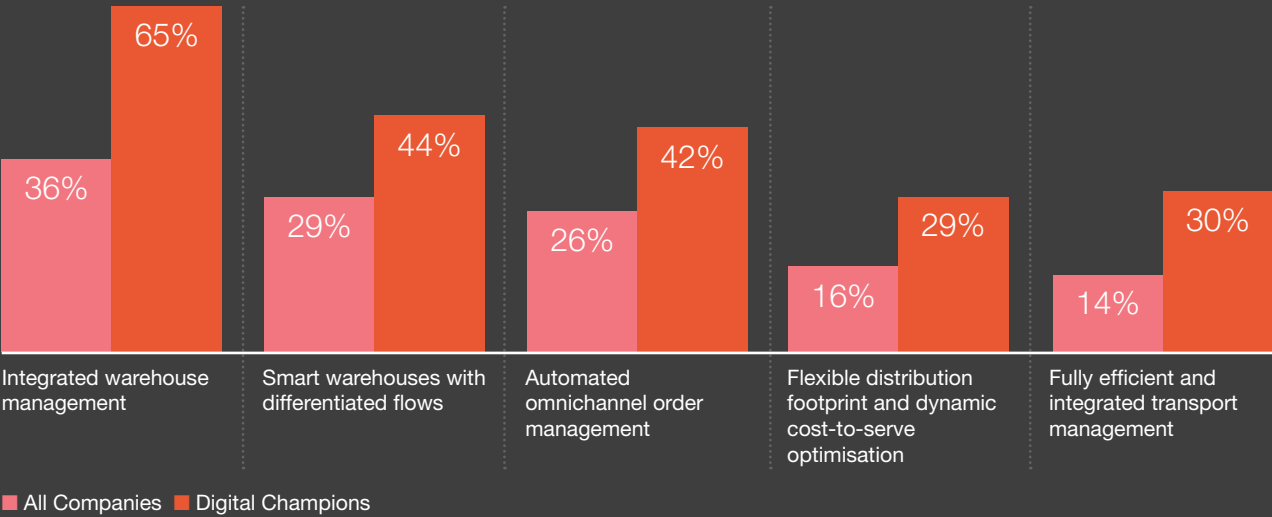 65%
36%
44%
29%
42%
26%
29%
16%
30%
14%
Integrated warehouse
management
Smart warehouses with
differentiated flows
Automated
omnichannel order
management
Flexible distribution
footprint and dynamic
cost-to-serve
optimisation
Fully efficient and
integrated transport
management
All Companies
Digital Champions